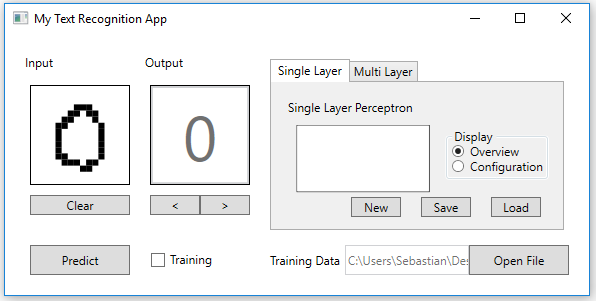 My Text Recognition App
Input
Output
Single Layer
Multi Layer
0
0
Single Layer Perceptron
Display
Overview
Configuration
Clear
<
>
New
Save
Load
Predict
Training
Training Data
C:\Users\Sebastian\Des
Open File